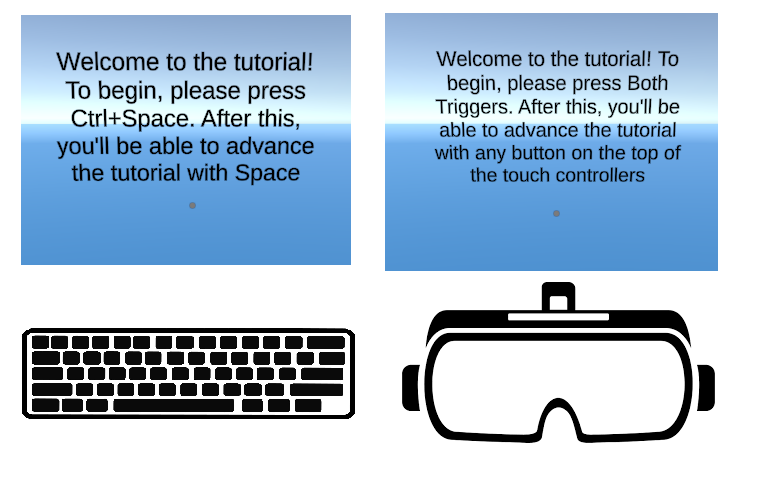 Welcome to the tutorial!
To begin, please press
Ctrl+Space. After this,
you'll be able to advance
the tutorial with Space
Welcome to the tutorial! To
begin, please press Both
Triggers. After this, you'll be
able to advance the tutorial
with any button on the top of
the touch controllers